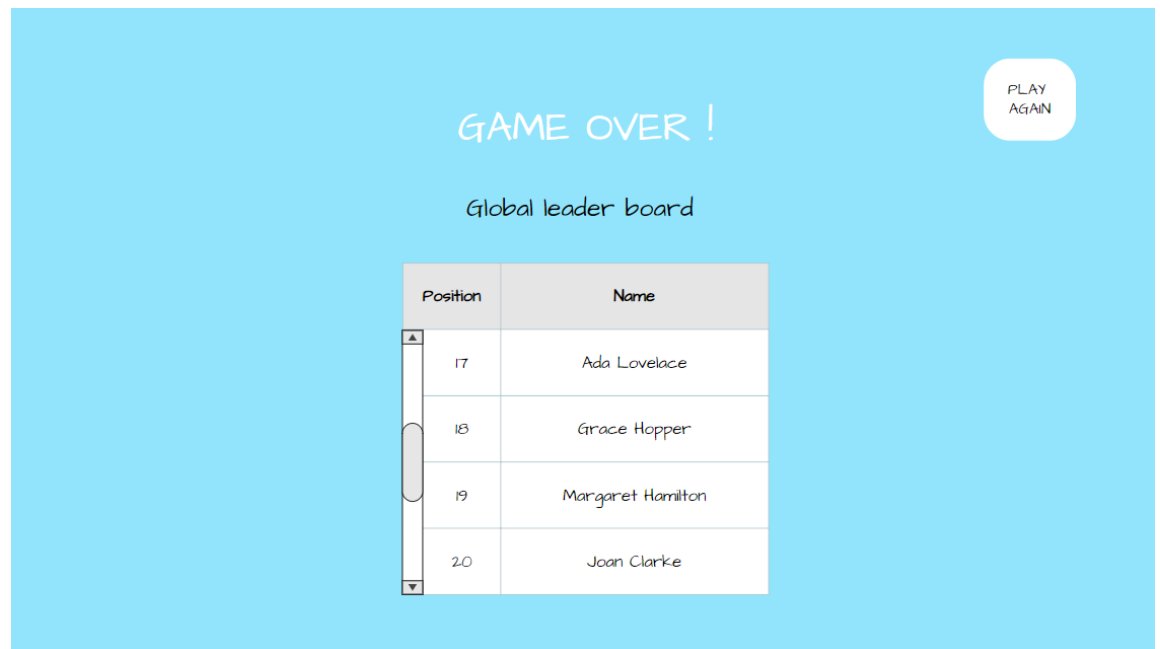 PLAY
AGAIN
GAME OVER !
Global leader board
Position Name
17 Ada Lovelace
18 Grace Hopper
19 Margaret Hamilton
20 Joan Clarke